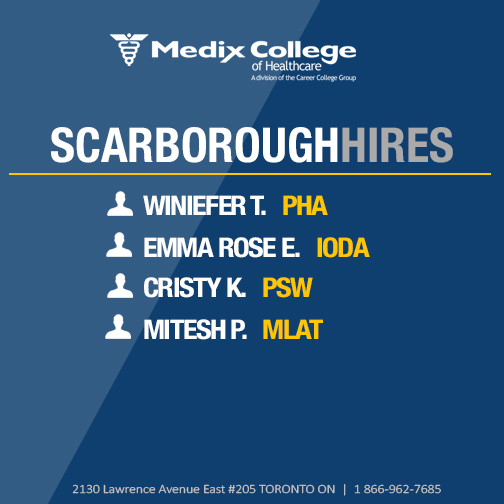 Medix College
of Healthcare
A division of the Career College Group
SCARBOROUGHHIRES
WINIEFER T. PHA
EMMA ROSE E. IODA
CRISTY K. PSW
MITESH P. MLAT
2130 Lawrence Avenue East #205 TORONTO ON | 1 866-962-7685